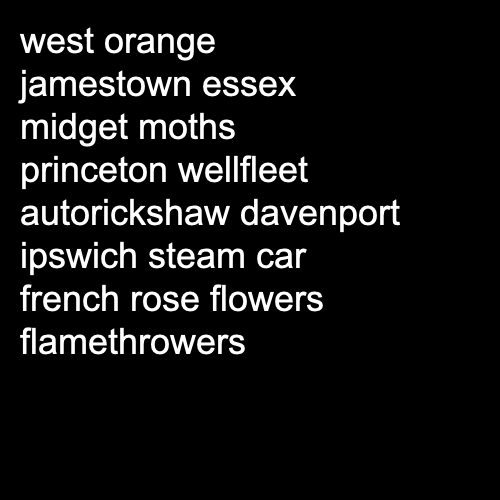 west orange
jamestown essex
midget moths
princeton wellfleet
autorickshaw davenport
ipswich steam car
french rose flowers
flamethrowers